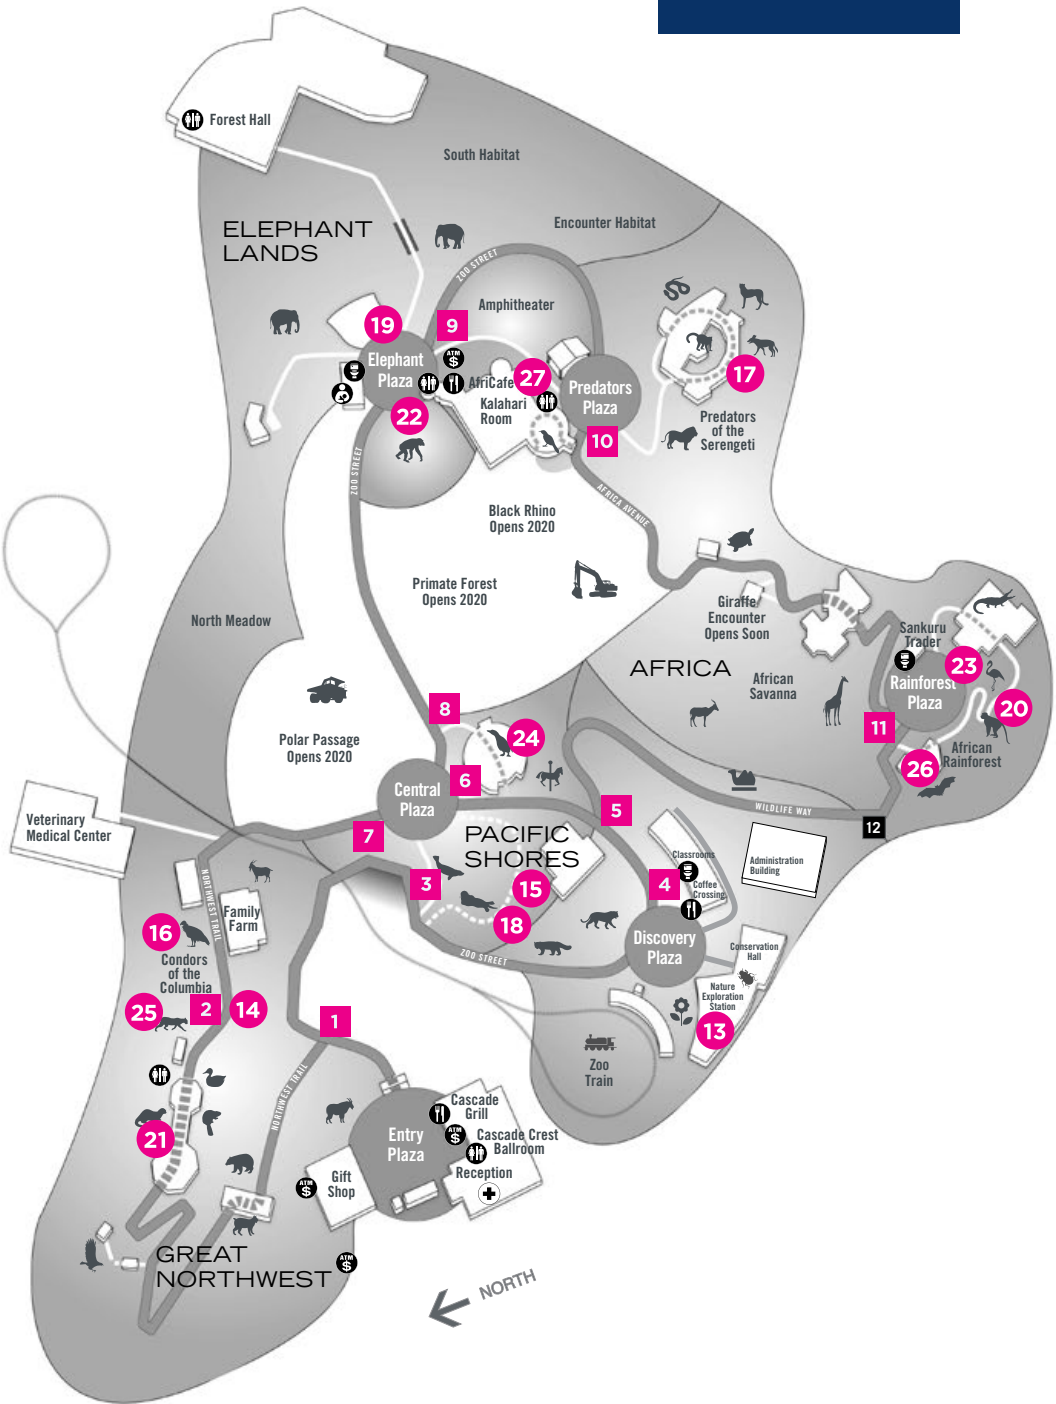 Forest Hall
South Habitat
ELEPHANT
LANDS
Encounter Habitat
ZOO STREET
Amphitheater
19
9
Elephant
Plaza
ATM
$
AfriCafe
27
Kalahari
Room
22
Predators
Plaza
10
17
Predators
of the
Serengeti
ZOO STREET
AFRICA AVENUE
Black Rhino
Opens 2020
Primate Forest
Opens 2020
Giraffe
Encounter
Opens Soon
North Meadow
Sankuru
Trader
AFRICA
African
Savanna
23
Rainforest
Plaza
20
11
African
Rainforest
26
8
24
Polar Passage
Opens 2020
6
Central
Plaza
5
WILDLIFE WAY
12
7
PACIFIC
SHORES
Veterinary
Medical Center
Classrooms
Administration
Building
3
15
4
Coffee
Crossing
NORTHWEST TRAIL
Family
Farm
16
18
Discovery
Plaza
Conservation
Hall
ZOO STREET
Condors
of the
Columbia
Nature
Exploration
Station
25
2
14
1
13
Zoo
Train
NORTHWEST TRAIL
Cascade
Grill
21
Entry
Plaza
ATM
$
Cascade Crest
Ballroom
Reception
ATM
$
Gift
Shop
GREAT
NORTHWEST
ATM
$
NORTH